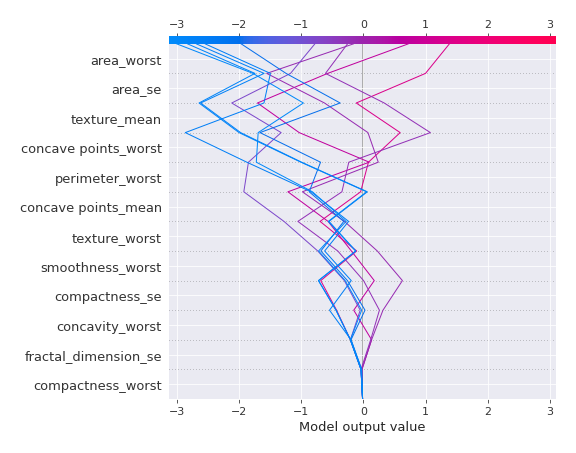 −3 −2 −1 0 1 2 3
area_worst
area_se
texture_mean
concave points_worst
perimeter_worst
concave points_mean
texture_worst
smoothness_worst
compactness_se
concavity_worst
fractal_dimension_se
compactness_worst
−3 −2 −1 0 1 2 3
Model output value